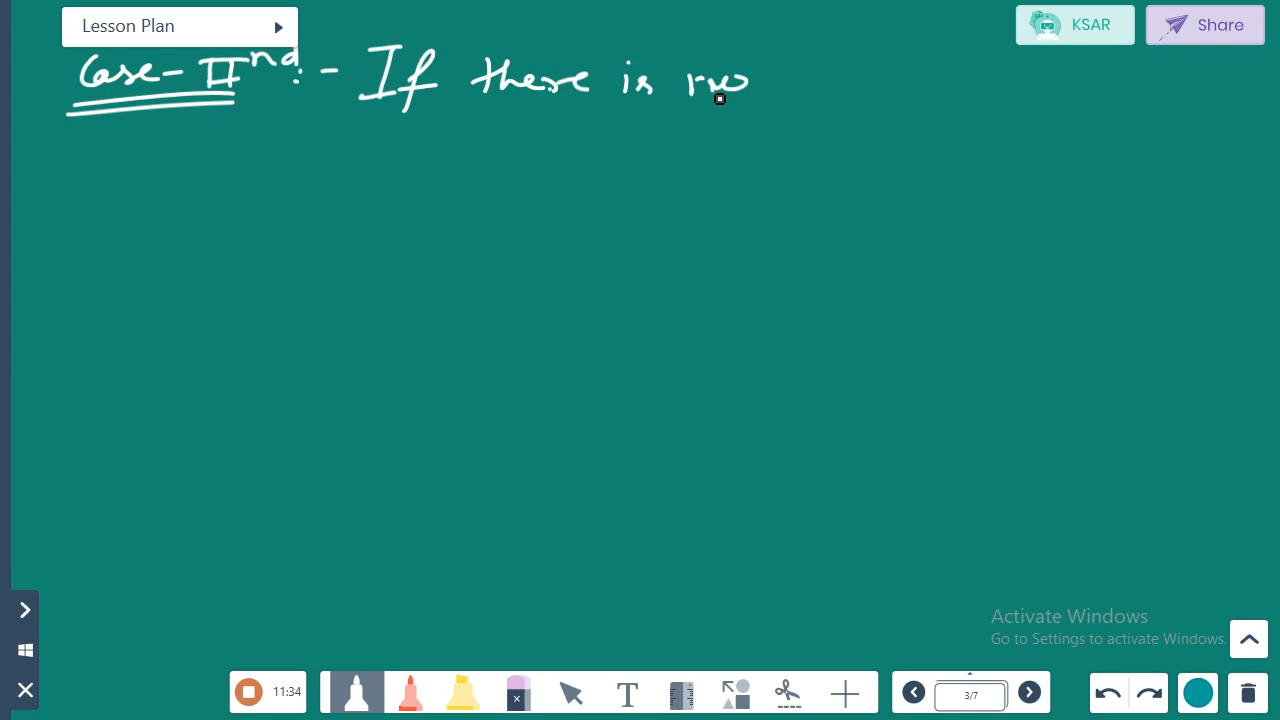 Lesson Plan
KSAR
Share
Case - IInd: - If there is no
Activate Windows
Go to Settings to activate Windows.
11:34
T
3/7